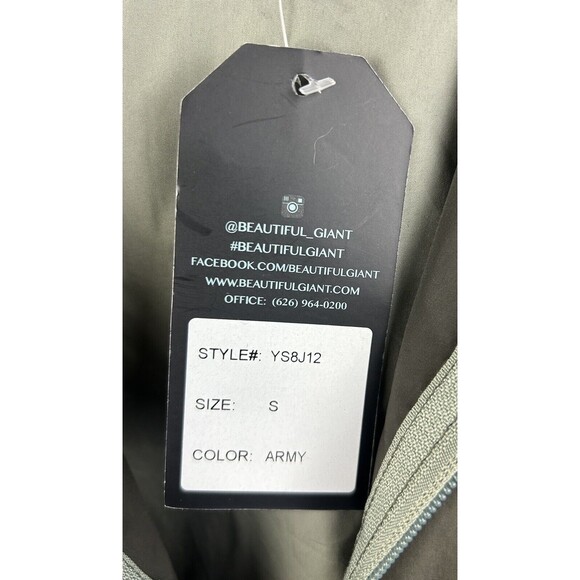 @BEAUTIFUL_GIANT
#BEAUTIFULGIANT
FACEBOOK.COM/BEAUTIFULGIANT
WWW.BEAUTIFULGIANT.COM
OFFICE: (626) 964-0200
STYLE#: YS8J12
SIZE: S
COLOR: ARMY